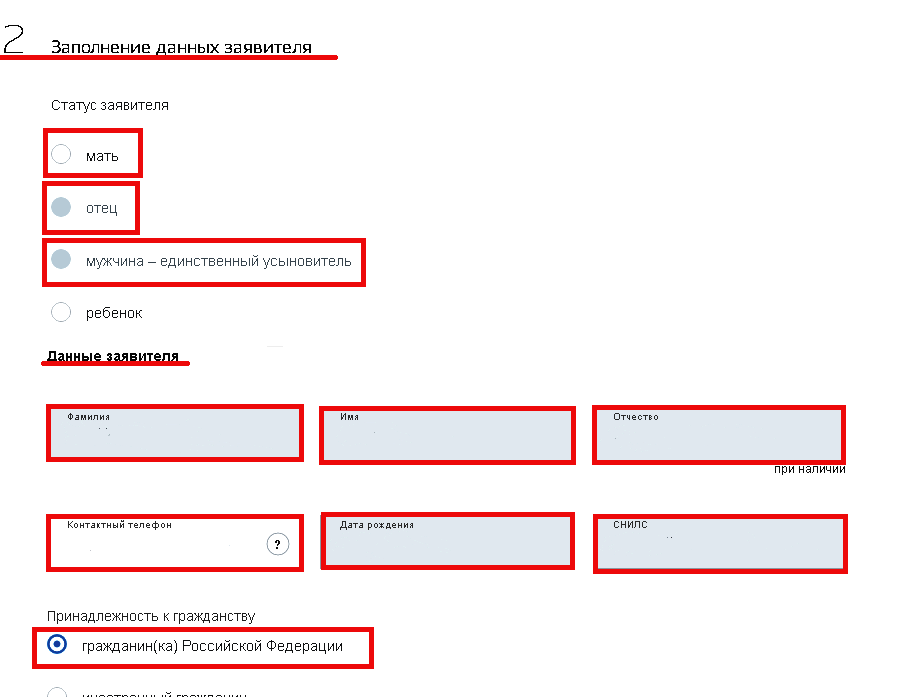 2 Заполнение данных заявителя
Статус заявителя
мать
отец
мужчина – единственный усыновитель
ребенок
Данные заявителя
Фамилия Имя Отчество
при наличии
Контактный телефон ? Дата рождения СНИЛС
Принадлежность к гражданству
гражданин(ка) Российской Федерации
иностранный гражданин